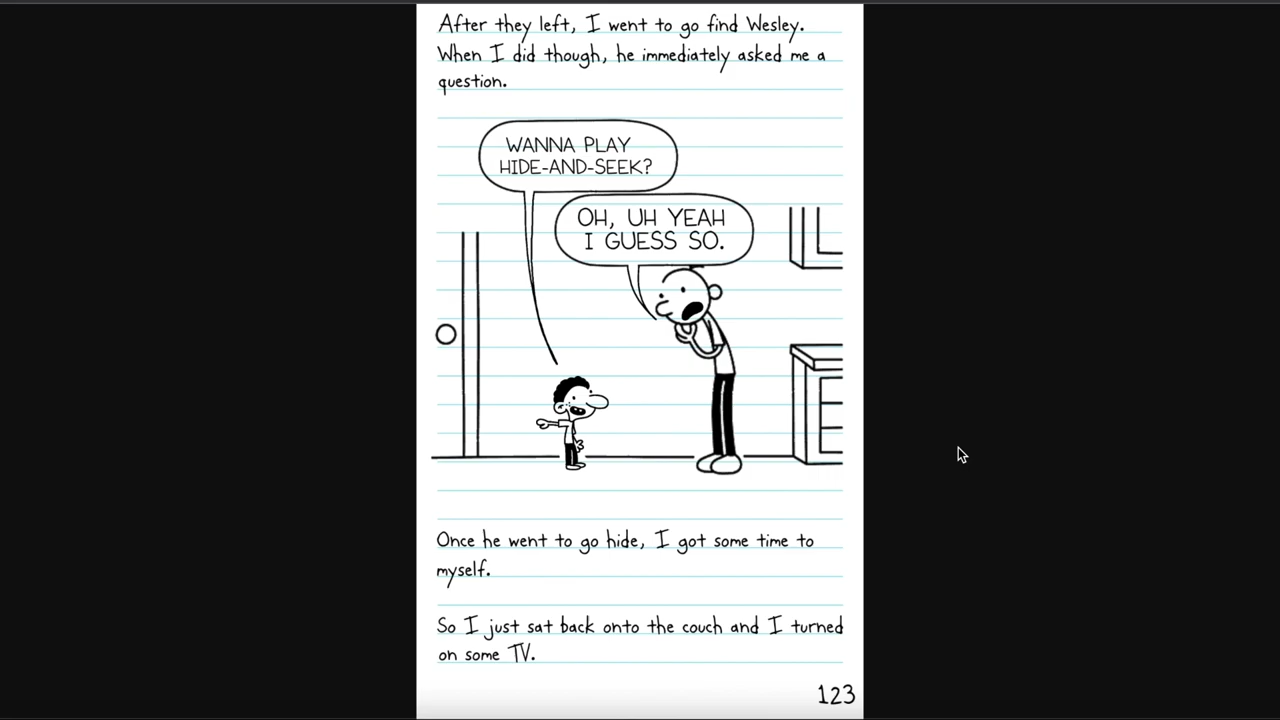 After they left, I went to go find Wesley.
When I did though, he immediately asked me a
question.
WANNA PLAY
HIDE-AND-SEEK?
OH, UH YEAH
I GUESS SO.
Once he went to go hide, I got some time to
myself.
So I just sat back onto the couch and I turned
on some TV.
123